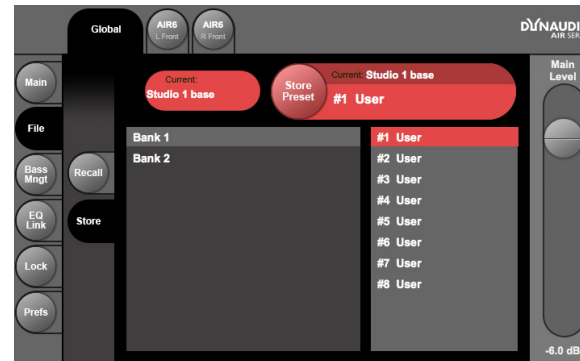 Global
AIR6
L Front
AIR6
R Front
DYNAUDI
AIR SER
Main
File
Bass
Mngt
EQ
Link
Lock
Prefs
Recall
Store
Current:
Studio 1 base
Store
Preset
Current: Studio 1 base
#1 User
Bank 1
Bank 2
#1 User
#2 User
#3 User
#4 User
#5 User
#6 User
#7 User
#8 User
Main
Level
-6.0 dB